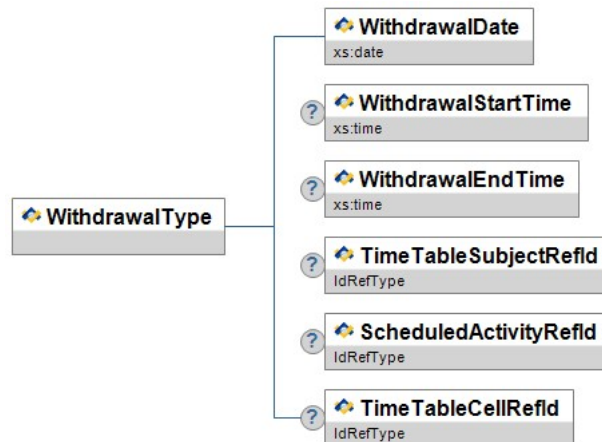 WithdrawalDate
xs:date
?
WithdrawalStartTime
xs:time
?
WithdrawalEndTime
xs:time
WithdrawalType
?
TimeTableSubjectRefId
IdRefType
?
ScheduledActivityRefId
IdRefType
?
TimeTableCellRefId
IdRefType